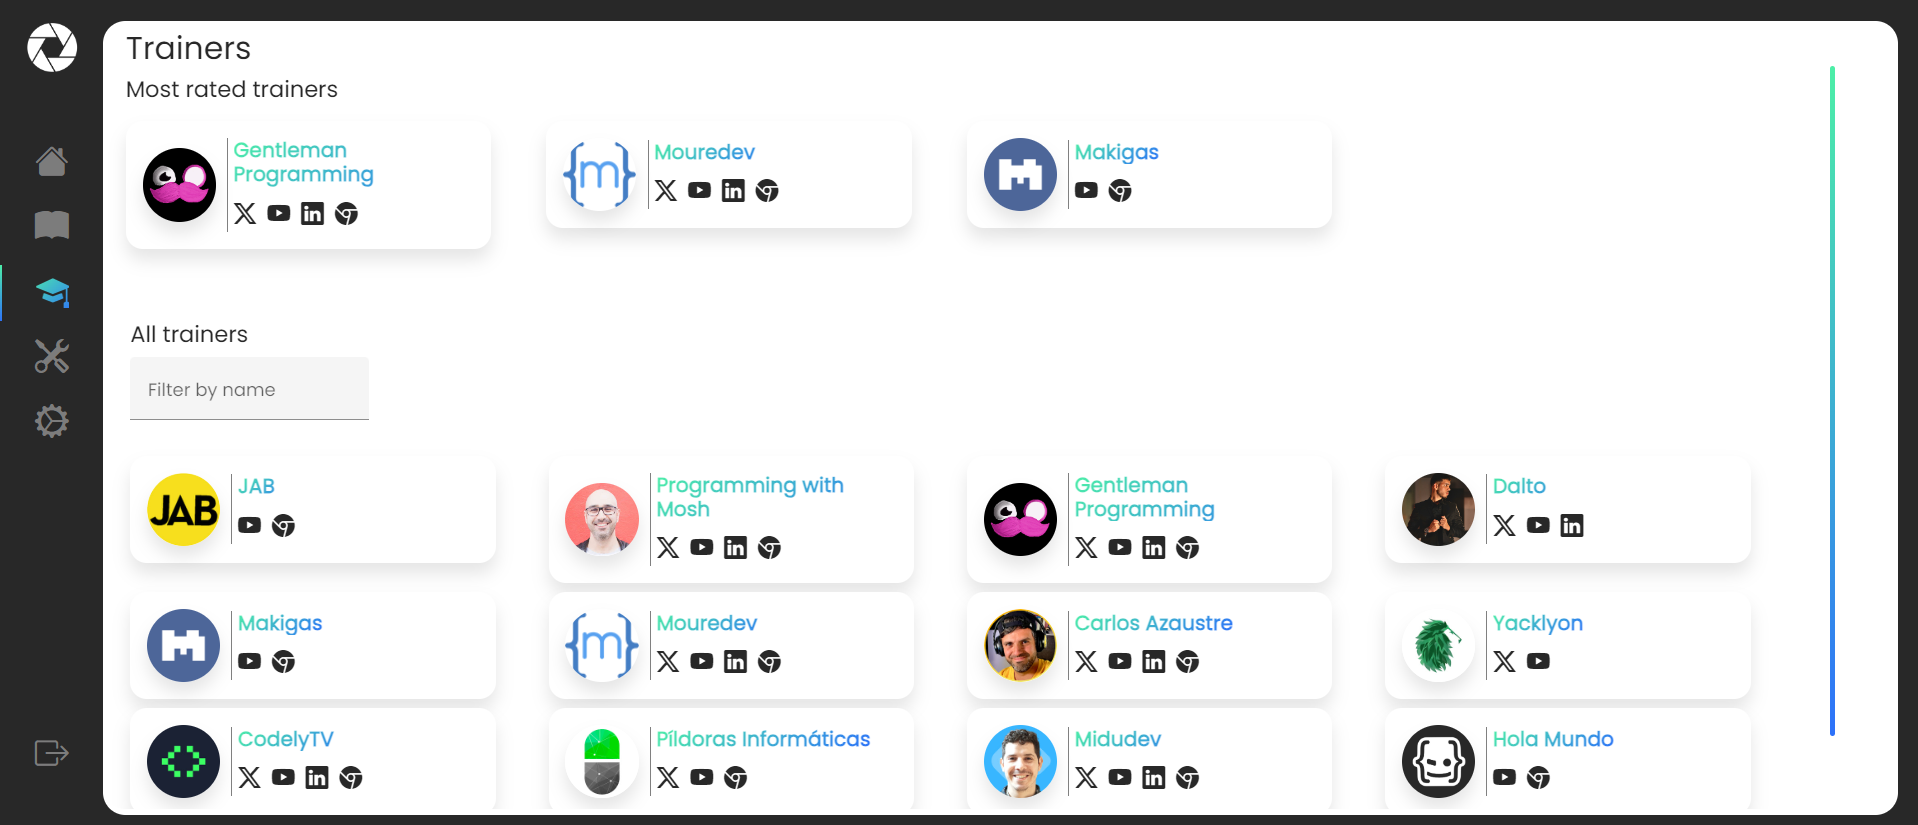 Trainers
Most rated trainers
Gentleman
Programming
Mouredev
Makigas
All trainers
Filter by name
JAB
JAB
Programming with
Mosh
Gentleman
Programming
Dalto
Makigas
{m}
Mouredev
Carlos Azaustre
Yacklyon
CodelyTV
Píldoras Informáticas
Midudev
Hola Mundo